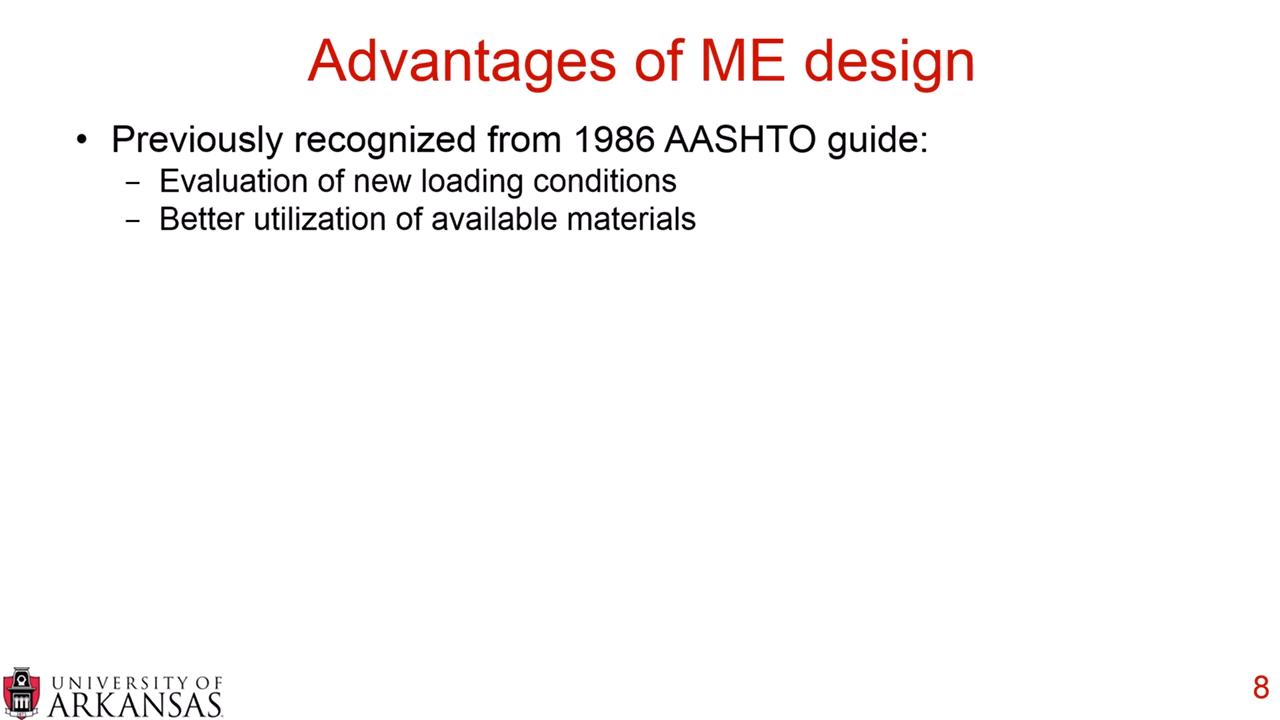 Advantages of ME design
• Previously recognized from 1986 AASHTO guide:
– Evaluation of new loading conditions
– Better utilization of available materials
UNIVERSITY OF
ARKANSAS
8